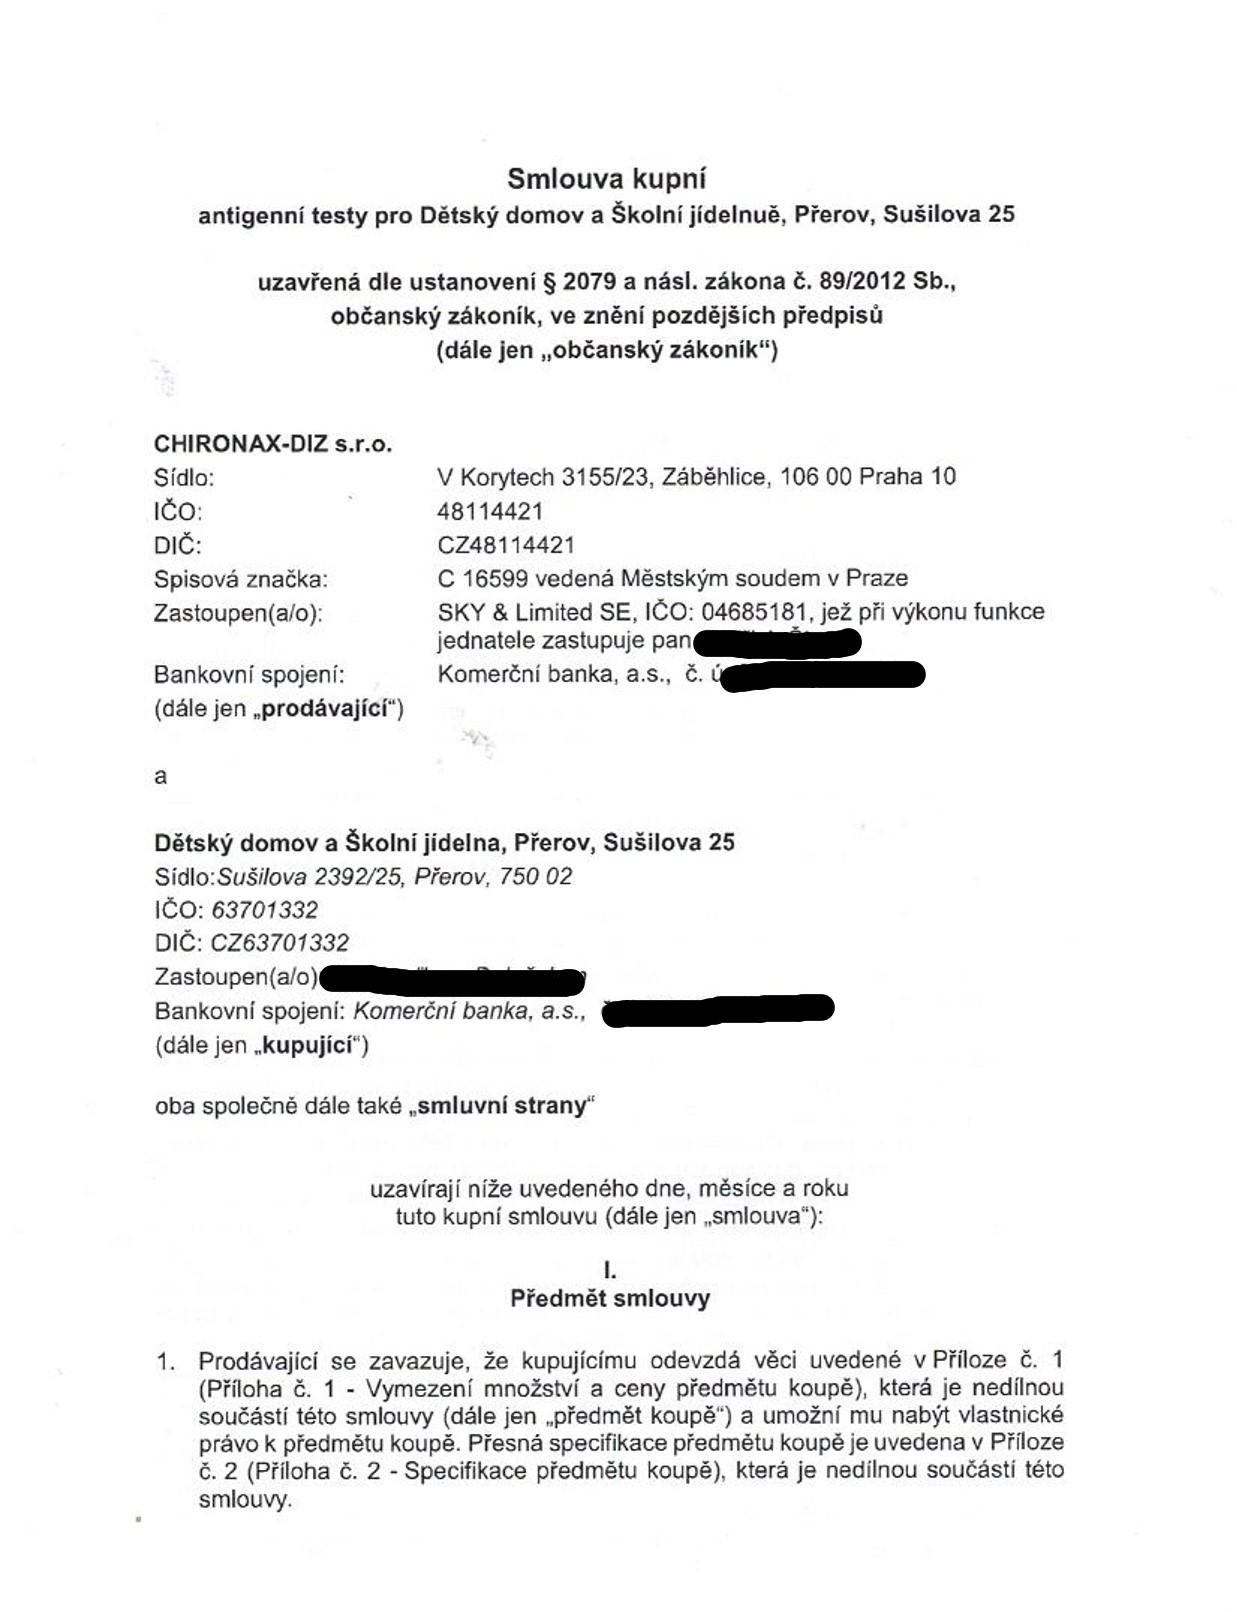 Smlouva kupní
antigenní testy pro Dětský domov a Školní jídelnuě, Přerov, Sušilova 25
uzavřená dle ustanovení § 2079 a násl. zákona č. 89/2012 Sb.,
občanský zákoník, ve znění pozdějších předpisů
(dále jen „občanský zákoník“)
CHIRONAX-DIZ s.r.o.
Sídlo: V Korytech 3155/23, Záběhlice, 106 00 Praha 10
IČO: 48114421
DIČ: CZ48114421
Spisová značka: C 16599 vedená Městským soudem v Praze
Zastoupen(a/o): SKY & Limited SE, IČO: 04685181, jež při výkonu funkce
jednatele zastupuje pan
Bankovní spojení: Komerční banka, a.s., č. ú
(dále jen „prodávající“)
a
Dětský domov a Školní jídelna, Přerov, Sušilova 25
Sídlo:Sušilova 2392/25, Přerov, 750 02
IČO: 63701332
DIČ: CZ63701332
Zastoupen(a/o)
Bankovní spojení: Komerční banka, a.s.,
(dále jen „kupující“)
oba společně dále také „smluvní strany“
uzavírají níže uvedeného dne, měsíce a roku
tuto kupní smlouvu (dále jen „smlouva“):
I.
Předmět smlouvy
1. Prodávající se zavazuje, že kupujícímu odevzdá věci uvedené v Příloze č. 1
(Příloha č. 1 - Vymezení množství a ceny předmětu koupě), která je nedílnou
součástí této smlouvy (dále jen „předmět koupě“) a umožní mu nabýt vlastnické
právo k předmětu koupě. Přesná specifikace předmětu koupě je uvedena v Příloze
č. 2 (Příloha č. 2 - Specifikace předmětu koupě), která je nedílnou součástí této
smlouvy.